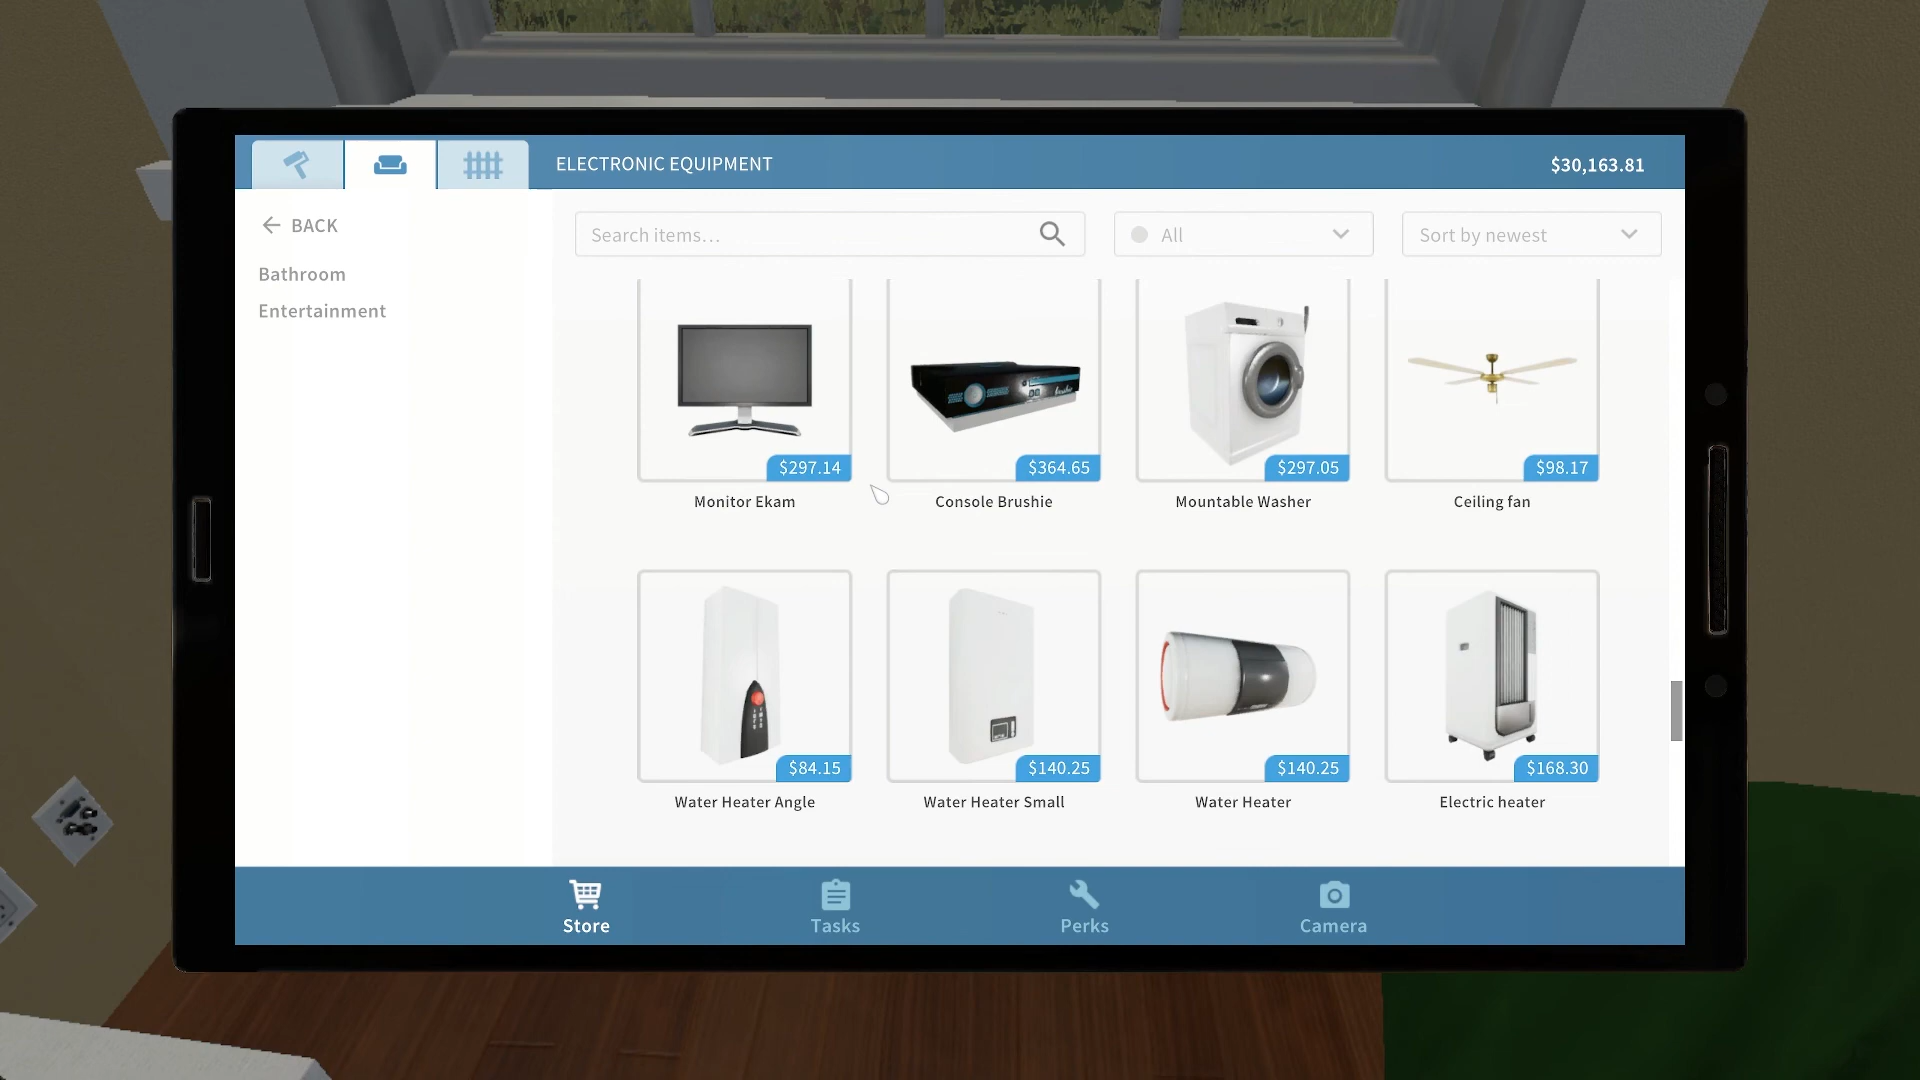 ELECTRONIC EQUIPMENT
$30,163.81
BACK
Bathroom
Entertainment
Search items...
All
Sort by newest
$297.14
$364.65
$297.05
$98.17
Monitor Ekam
Console Brushie
Mountable Washer
Ceiling fan
$84.15
$140.25
$140.25
$168.30
Water Heater Angle
Water Heater Small
Water Heater
Electric heater
Store
Tasks
Perks
Camera